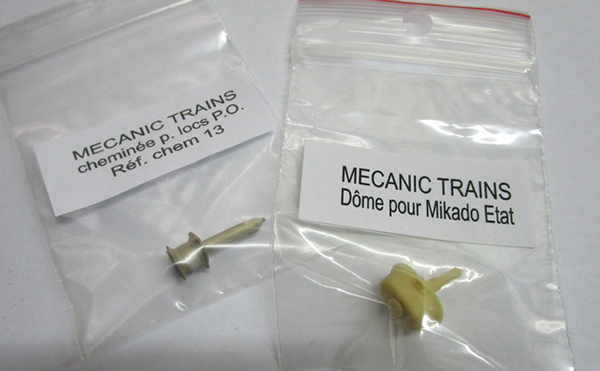 MECANIC TRAINS
cheminée p. locs P.O.
Réf. chem 13
MECANIC TRAINS
Dôme pour Mikado Etat